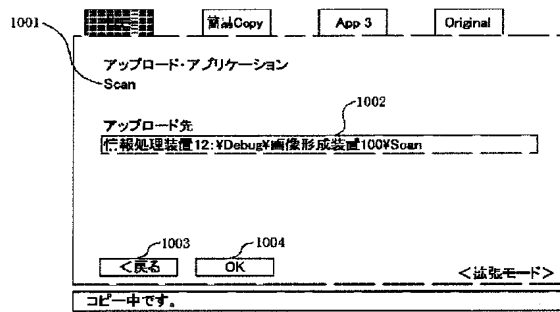 簡易Copy
App 3
Original
1001
アップロード・アプリケーション
Scan
1002
アップロード先
情報処理装置12:¥Debug¥画像形成装置100¥Scan
1003
1004
<戻る
OK
<拡張モード>
コピー中です。